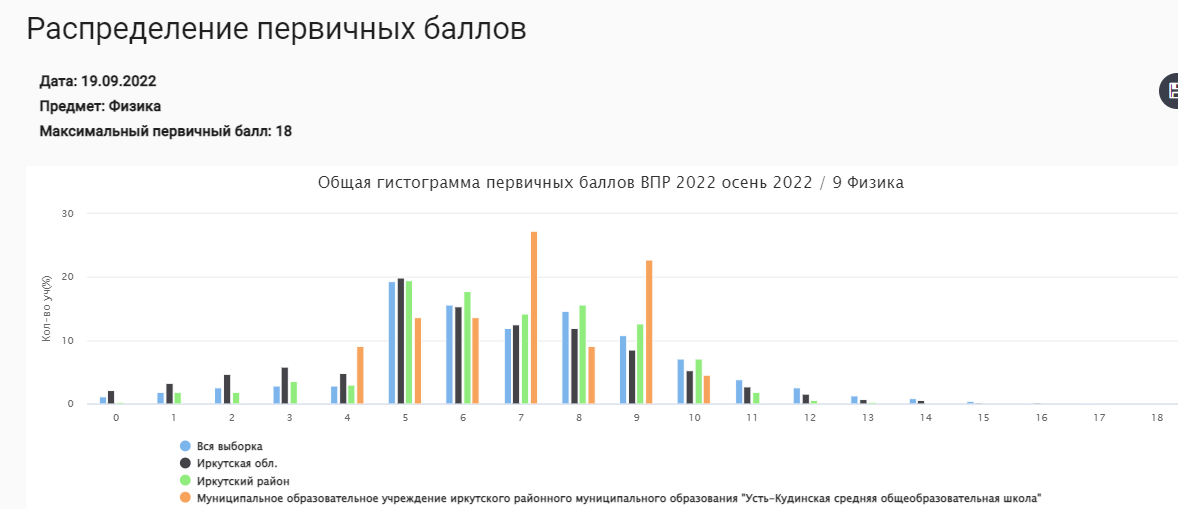 Распределение первичных баллов
Дата: 19.09.2022
Предмет: Физика
Максимальный первичный балл: 18
Общая гистограмма первичных баллов ВПР 2022 осень 2022 / 9 Физика
Кол-во уч(%)
30
20
10
0
0 1 2 3 4 5 6 7 8 9 10 11 12 13 14 15 16 17 18
Вся выборка
Иркутская обл.
Иркутский район
Муниципальное образовательное учреждение иркутского районного муниципального образования "Усть-Кудинская средняя общеобразовательная школа"